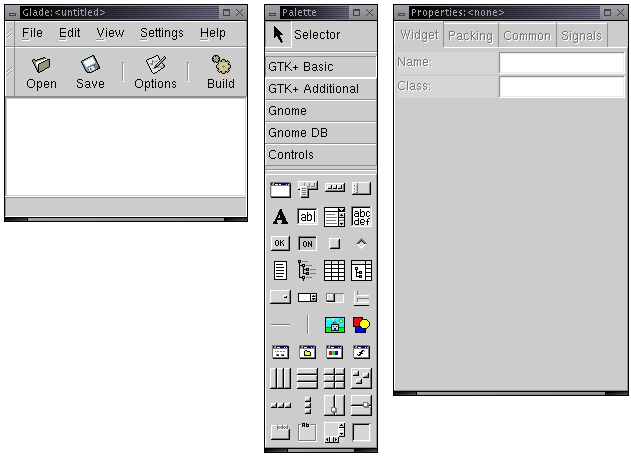 Glade:<untitled>
File Edit View Settings Help
Open Save Options Build
Palette
Selector
GTK+ Basic
GTK+ Additional
Gnome
Gnome DB
Controls
A abl abc
def
OK ON
Ab
Properties:<none>
Widget Packing Common Signals
Name:
Class: